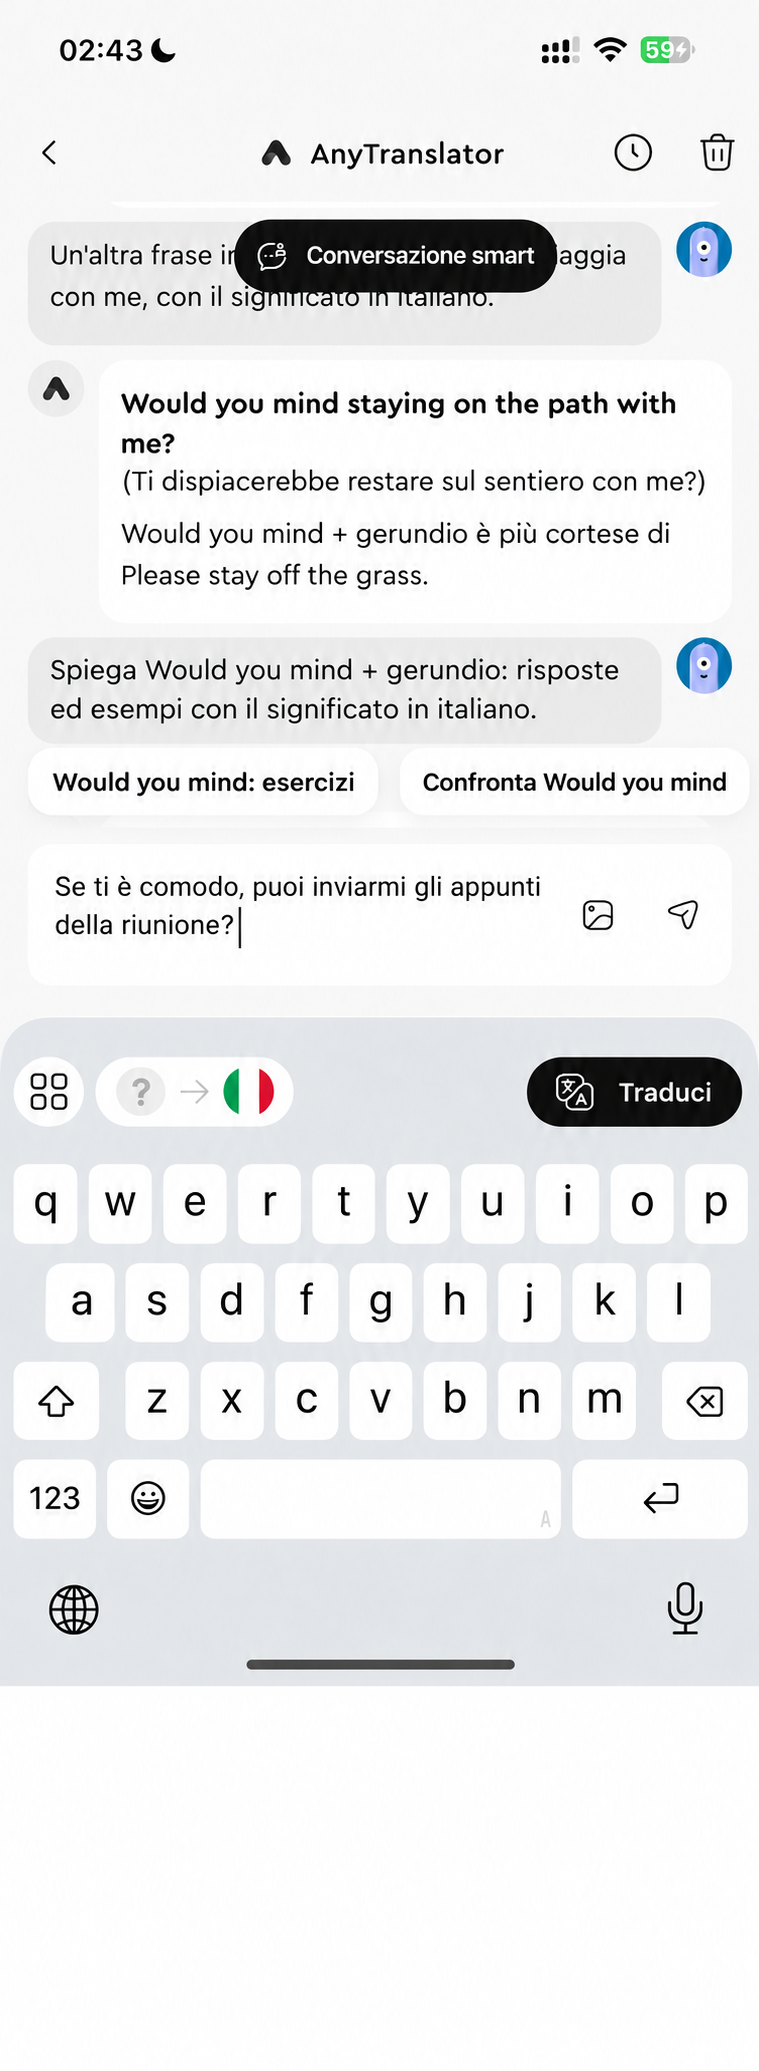 02:43
59
AnyTranslator
Un'altra frase
Conversazione smart
con me, con il significato in italiano.
Would you mind staying on the path with
me?
(Ti dispiacerebbe restare sul sentiero con me?)
Would you mind + gerundio è più cortese di
Please stay off the grass.
Spiega Would you mind + gerundio: risposte
ed esempi con il significato in italiano.
Would you mind: esercizi
Confronta Would you mind
Se ti è comodo, puoi inviarmi gli appunti
della riunione?
? →
Traduci
q w e r t y u i o p
a s d f g h j k l
z x c v b n m
123